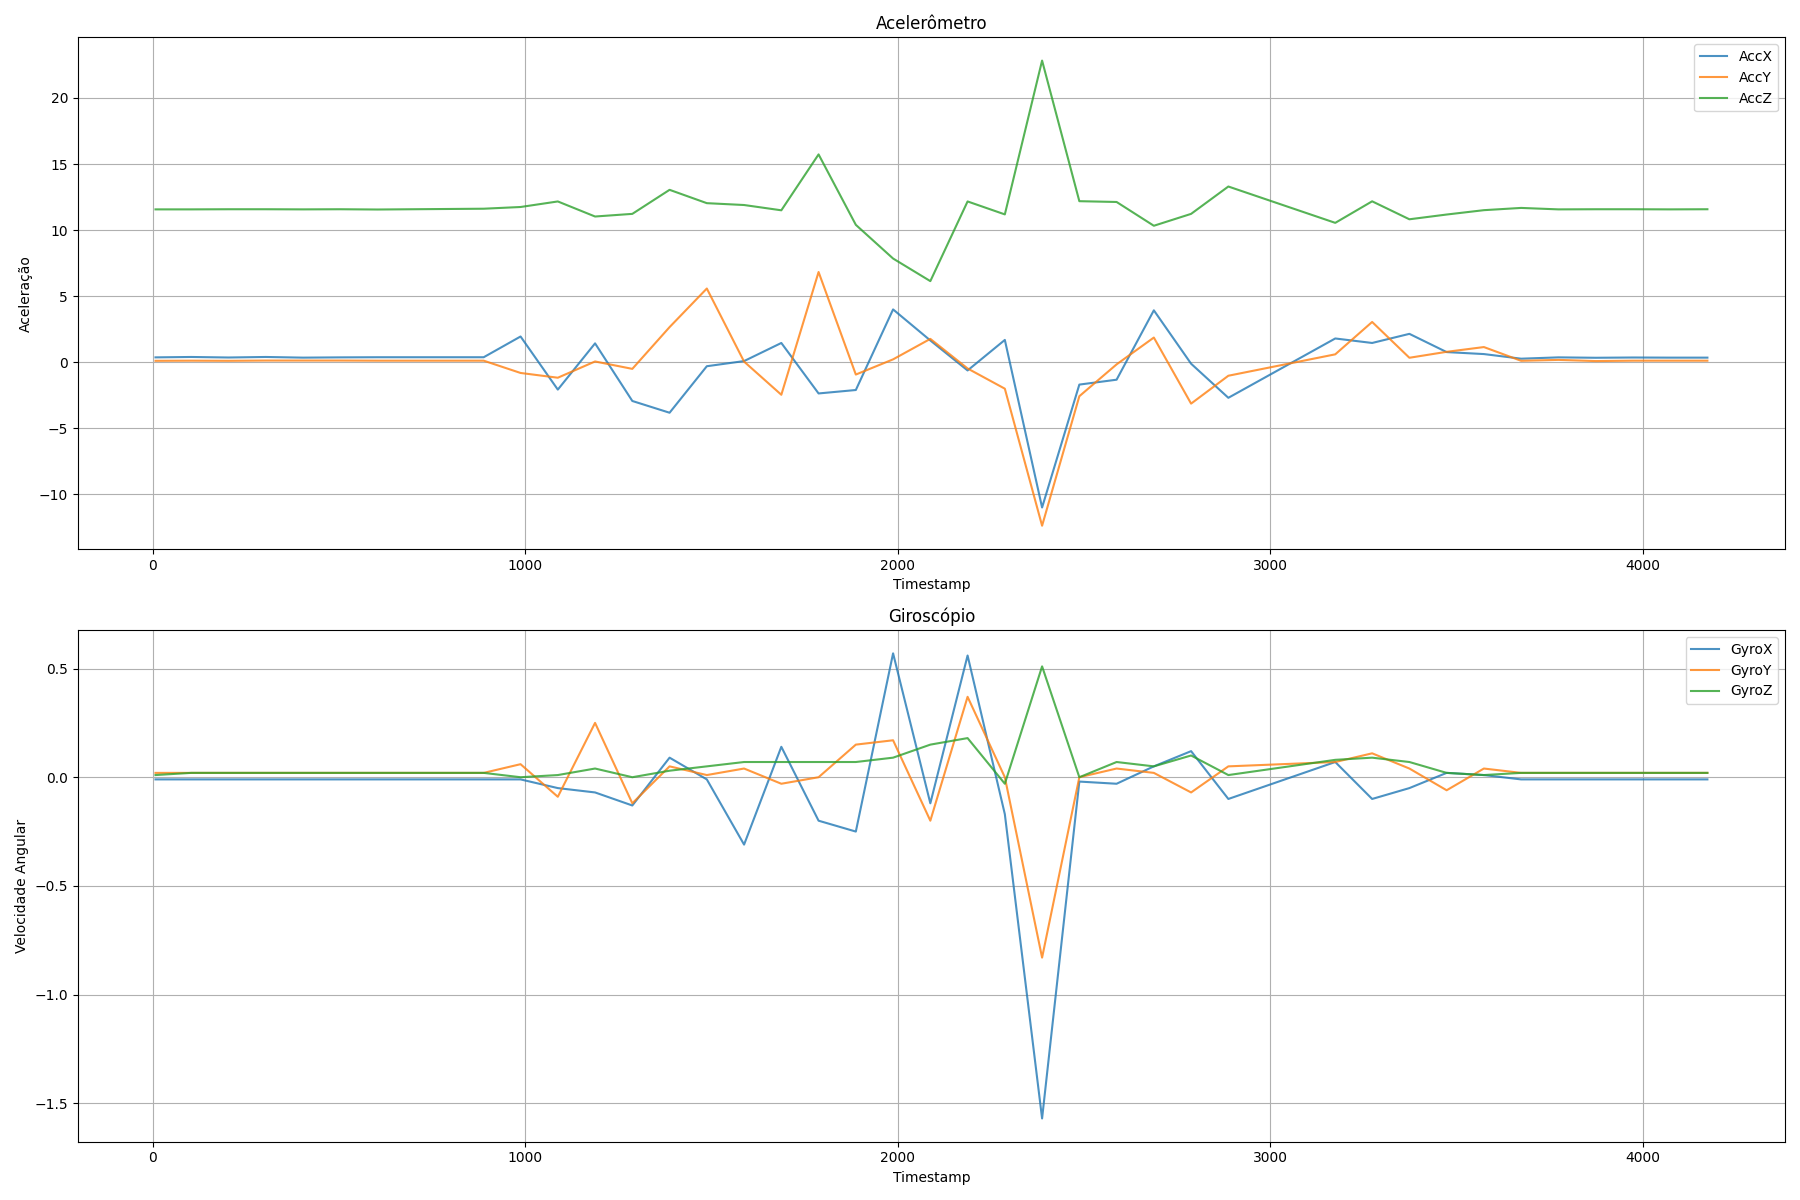 Acelerômetro
AccX
AccY
AccZ
20
15
10
5
0
−5
−10
Aceleração
0
1000
2000
3000
4000
Timestamp
Giroscópio
GyroX
GyroY
GyroZ
0.5
0.0
−0.5
−1.0
−1.5
Velocidade Angular
0
1000
2000
3000
4000
Timestamp